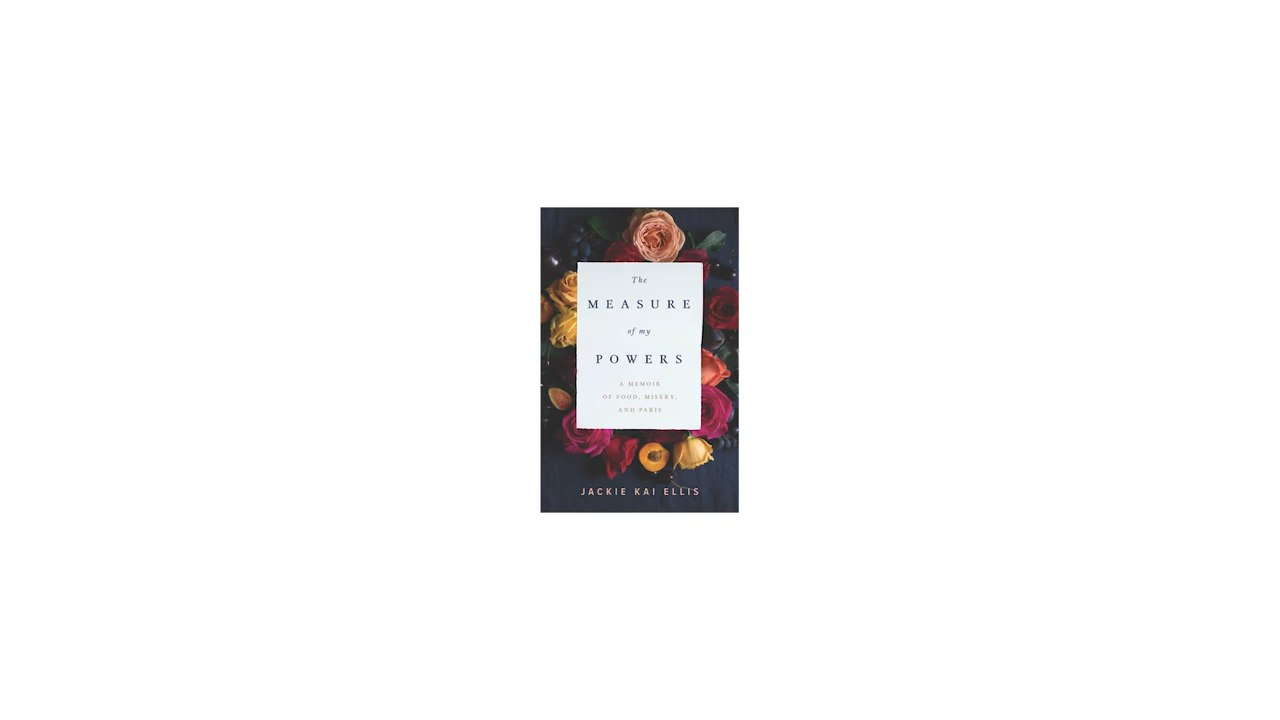 The
MEASURE
of my
POWERS
A MEMOIR
OF FOOD, MISERY,
AND PARIS
JACKIE KAI ELLIS